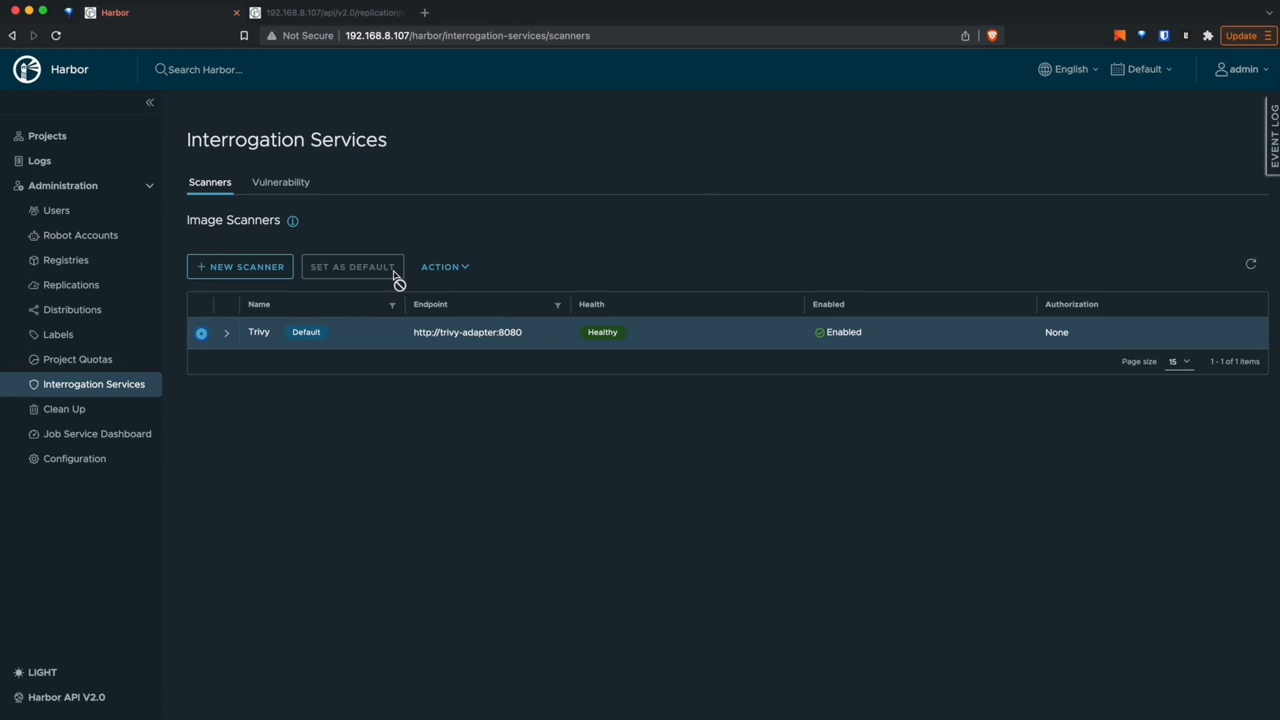 Harbor
192.168.8.107/api/v2.0/replication/
Not Secure
192.168.8.107/harbor/interrogation-services/scanners
Update
Harbor
Search Harbor...
English
Default
admin
EVENT LOG
Projects
Logs
Administration
Users
Robot Accounts
Registries
Replications
Distributions
Labels
Project Quotas
Interrogation Services
Clean Up
Job Service Dashboard
Configuration
LIGHT
Harbor API V2.0
Interrogation Services
Scanners Vulnerability
Image Scanners
+ NEW SCANNER SET AS DEFAULT ACTION
Name Endpoint Health Enabled Authorization
Trivy Default http://trivy-adapter:8080 Healthy Enabled None
Page size 15 1 - 1 of 1 items